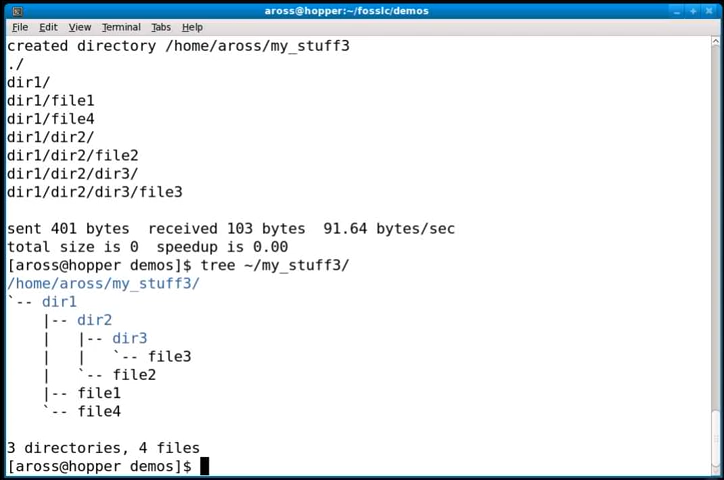 aross@hopper:~/fosslc/demos
File Edit View Terminal Tabs Help
created directory /home/aross/my_stuff3
./
dir1/
dir1/file1
dir1/file4
dir1/dir2/
dir1/dir2/file2
dir1/dir2/dir3/
dir1/dir2/dir3/file3
sent 401 bytes  received 103 bytes  91.64 bytes/sec
total size is 0  speedup is 0.00
[aross@hopper demos]$ tree ~/my_stuff3/
/home/aross/my_stuff3/
`-- dir1
    |-- dir2
    |   |-- dir3
    |   |   `-- file3
    |   `-- file2
    |-- file1
    `-- file4
3 directories, 4 files
[aross@hopper demos]$